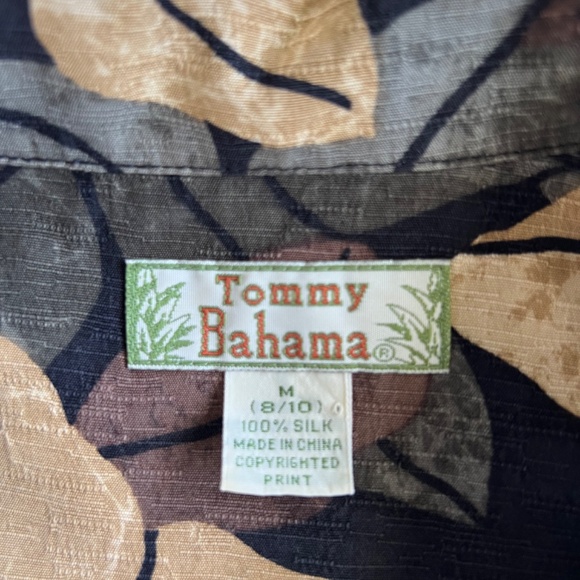 Tommy
Bahama®
M
(8/10)
100% SILK
MADE IN CHINA
COPYRIGHTED
PRINT